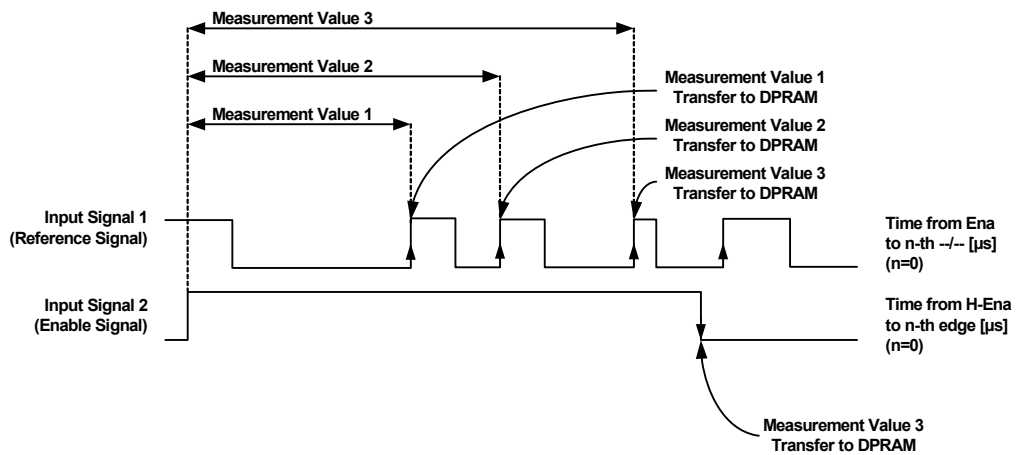 Measurement Value 3
Measurement Value 2
Measurement Value 1
Measurement Value 1
Transfer to DPRAM
Measurement Value 2
Transfer to DPRAM
Measurement Value 3
Transfer to DPRAM
Input Signal 1
(Reference Signal)
Time from Ena
to n-th --/-- [µs]
(n=0)
Input Signal 2
(Enable Signal)
Time from H-Ena
to n-th edge [µs]
(n=0)
Measurement Value 3
Transfer to DPRAM